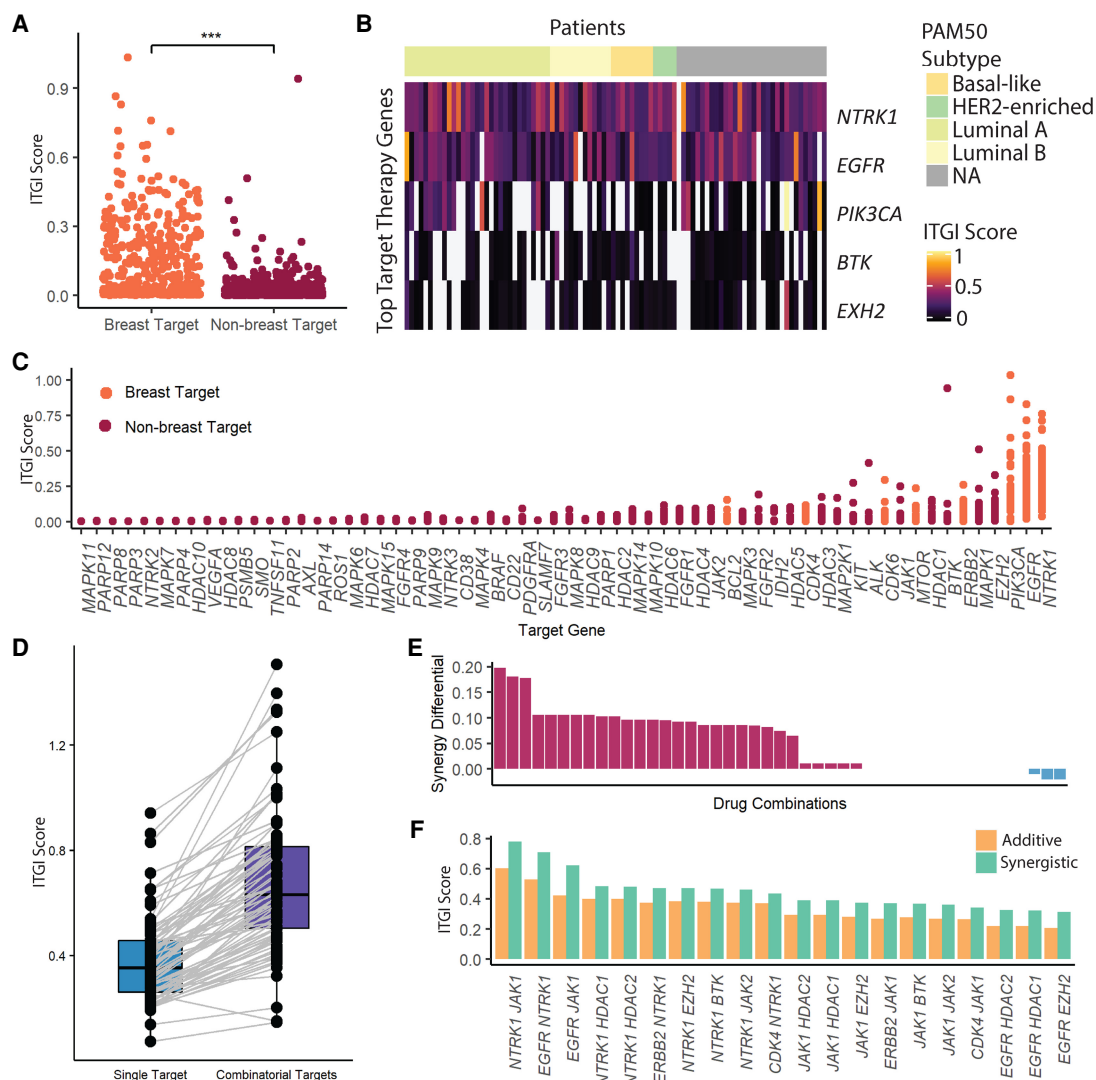 A
***
ITGI Score
0.9
0.6
0.3
0.0
Breast Target
Non-breast Target
B
Patients
Top Target Therapy Genes
NTRK1
EGFR
PIK3CA
BTK
EXH2
PAM50
Subtype
Basal-like
HER2-enriched
Luminal A
Luminal B
NA
ITGI Score
1
0.5
0
C
ITGI Score
1.00
0.75
0.50
0.25
0.00
Breast Target
Non-breast Target
MAPK11
PARP12
PARP8
PARP3
NTRK2
MAPK7
PARP4
HDAC10
VEGFA
HDAC8
PSMB5
SMO
TNFSF11
PARP2
AXL
PARP14
ROS1
MAPK6
HDAC7
MAPK15
FGFR4
PARP9
MAPK9
NTRK3
CD38
MAPK4
BRAF
CD22
PDGFRA
SLAMF7
FGFR3
MAPK8
HDAC9
PARP1
HDAC2
MAPK14
MAPK10
HDAC6
FGFR1
HDAC4
JAK2
BCL2
MAPK3
FGFR2
IDH2
HDAC5
CDK4
HDAC3
MAP2K1
KIT
ALK
CDK6
JAK1
MTOR
HDAC1
BTK
ERBB2
MAPK1
EZH2
PIK3CA
EGFR
NTRK1
Target Gene
D
ITGI Score
1.2
0.8
0.4
Single Target
Combinatorial Targets
E
Synergy Differential
0.20
0.15
0.10
0.05
0.00
Drug Combinations
F
ITGI Score
0.8
0.6
0.4
0.2
0.0
Additive
Synergistic
NTRK1 JAK1
EGFR NTRK1
EGFR JAK1
NTRK1 HDAC1
NTRK1 HDAC2
ERBB2 NTRK1
NTRK1 EZH2
NTRK1 BTK
NTRK1 JAK2
CDK4 NTRK1
JAK1 HDAC2
JAK1 HDAC1
JAK1 EZH2
ERBB2 JAK1
JAK1 BTK
JAK1 JAK2
CDK4 JAK1
EGFR HDAC2
EGFR HDAC1
EGFR EZH2